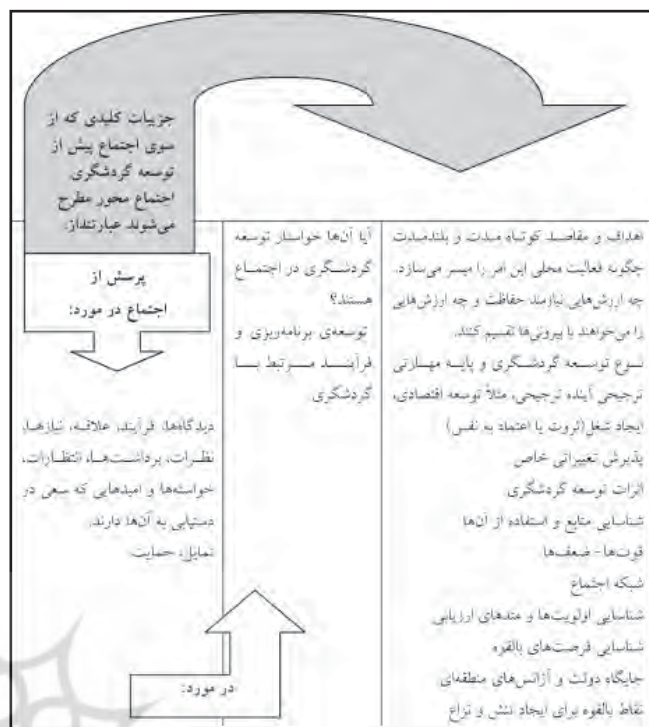 جزییات کلیدی که از
سوی اجتماع پیش از
توسعه گردشگری
اجتماع محور مطرح
می‌شوند عبارتنداز:
پرسش از
اجتماع در مورد:
دیدگاه‌ها، فرآیند، علاقه، نیازها،
نظرات، برداشت‌ها، انتظارات،
خواسته‌ها و امیدهایی که سعی در
دستیابی به آن‌ها دارند.
تمایل، حمایت.
در مورد:
آیا آن‌ها خواستار توسعه
گردشگری در اجتماع
هستند؟
توسعه‌ی برنامه‌ریزی و
فرآیند مرتبط با
گردشگری
اهداف و مقاصد کوتاه مدت و بلندمدت
چگونه فعالیت محلی این امر را میسر می‌سازد.
چه ارزش‌هایی نیازمند حفاظت و چه ارزش‌هایی
را می‌خواهند با بیرونی‌ها تقسیم کنند.
نوع توسعه گردشگری و پایه مهارتی
ترجیحی آینده ترجیحی، مثلاً توسعه اقتصادی،
ایجاد شغل(ثروت یا اعتماد به نفس)
پذیرش تغییراتی خاص
اثرات توسعه گردشگری
شناسایی منابع و استفاده از آن‌ها
قوت‌ها - ضعف‌ها
شبکه اجتماع
شناسایی اولویت‌ها و متدهای ارزیابی
شناسایی فرصت‌های بالقوه
جایگاه دولت و آژانس‌های منطقه‌ای
نقاط بالقوه برای ایجاد تنش و نزاع